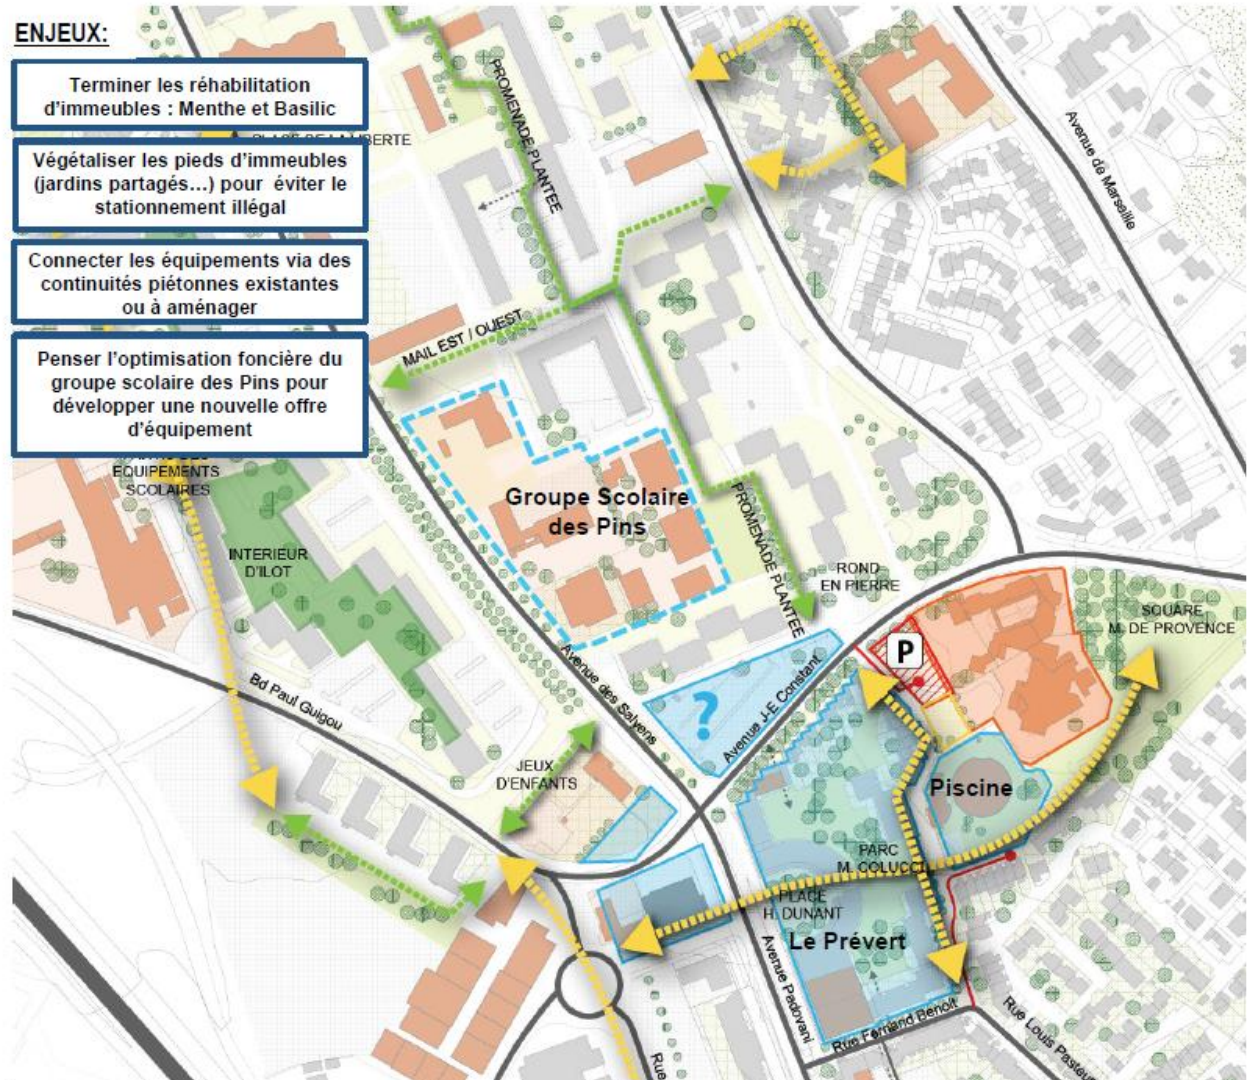 ENJEUX:
Terminer les réhabilitation
d'immeubles : Menthe et Basilic
Végétaliser les pieds d'immeubles
(jardins partagés...) pour éviter le
stationnement illégal
Connecter les équipements via des
continuités piétonnes existantes
ou à aménager
Penser l'optimisation foncière du
groupe scolaire des Pins pour
développer une nouvelle offre
d'équipement
PROMENADE PLANTEE
Avenue de Marseille
MAIL EST / OUEST
EQUIPEMENTS
SCOLAIRES
Groupe Scolaire
des Pins
INTERIEUR
D'ILOT
PROMENADE PLANTEE
ROND
EN PIERRE
SQUARE
M. DE PROVENCE
P
Bd Paul Guigou
Avenue des Salyens
?
Avenue J-E Constant
JEUX
D'ENFANTS
Piscine
PARC
M. COLUCCI
PLACE
H. DUNANT
Le Prévert
Avenue Padovani
Rue Fernand Benoit
Rue Louis Pasteur
Rue